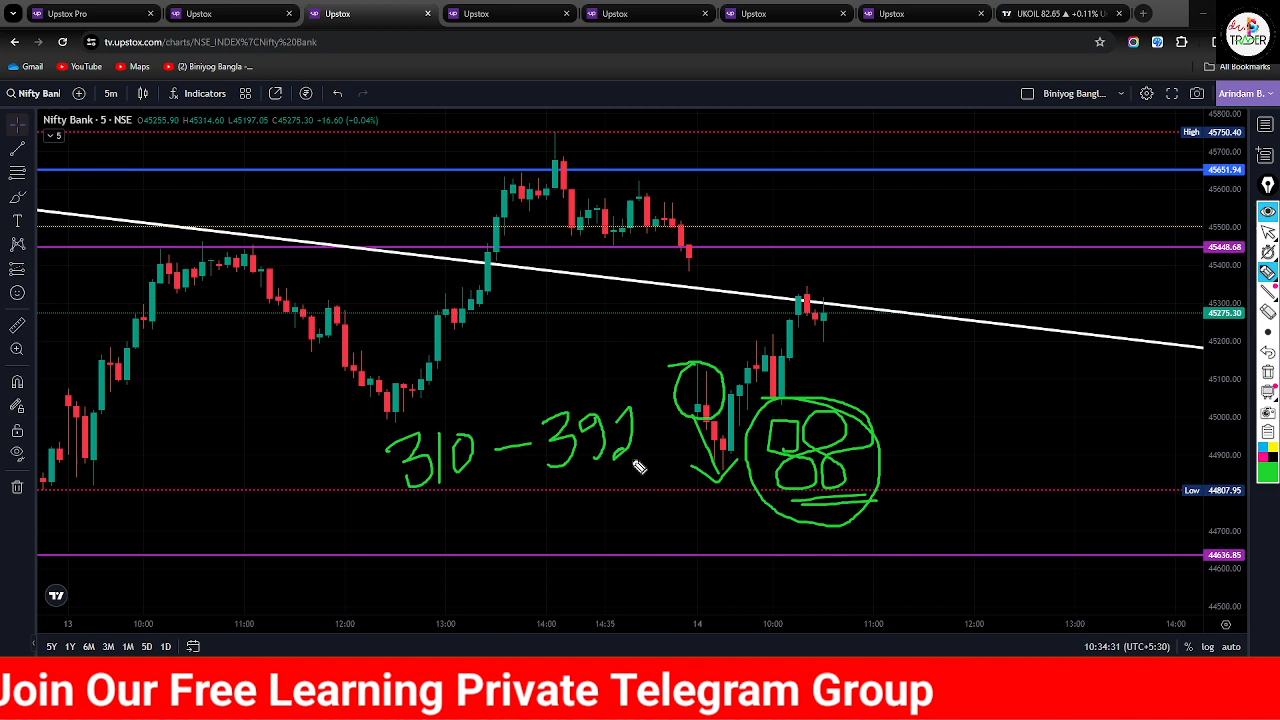 Upstox Pro
Upstox
Upstox
Upstox
Upstox
Upstox
Upstox
UKOIL 82.65 ▲ +0.11%
tv.upstox.com/charts/NSE_INDEX%7CNifty%20Bank
TRADER
Gmail
YouTube
Maps
(2) Biniyog Bangla -...
All Bookmarks
Nifty Ban
5m
Indicators
Biniyog Bangl...
Arindam B.
Nifty Bank · 5 · NSE O45255.90 H45314.60 L45197.05 C45275.30 +16.60 (+0.04%)
5
45800.00
High 45750.40
45700.00
45651.94
45600.00
45500.00
45448.68
45400.00
45300.00
45275.30
45200.00
45100.00
45000.00
44900.00
Low 44807.95
44700.00
44636.85
44600.00
44500.00
310 - 392
80
80
13 10:00 11:00 12:00 13:00 14:00 14:35 14 10:00 11:00 12:00 13:00 14:00
5Y 1Y 6M 3M 1M 5D 1D
10:34:31 (UTC+5:30) % log auto
Join Our Free Learning Private Telegram Group